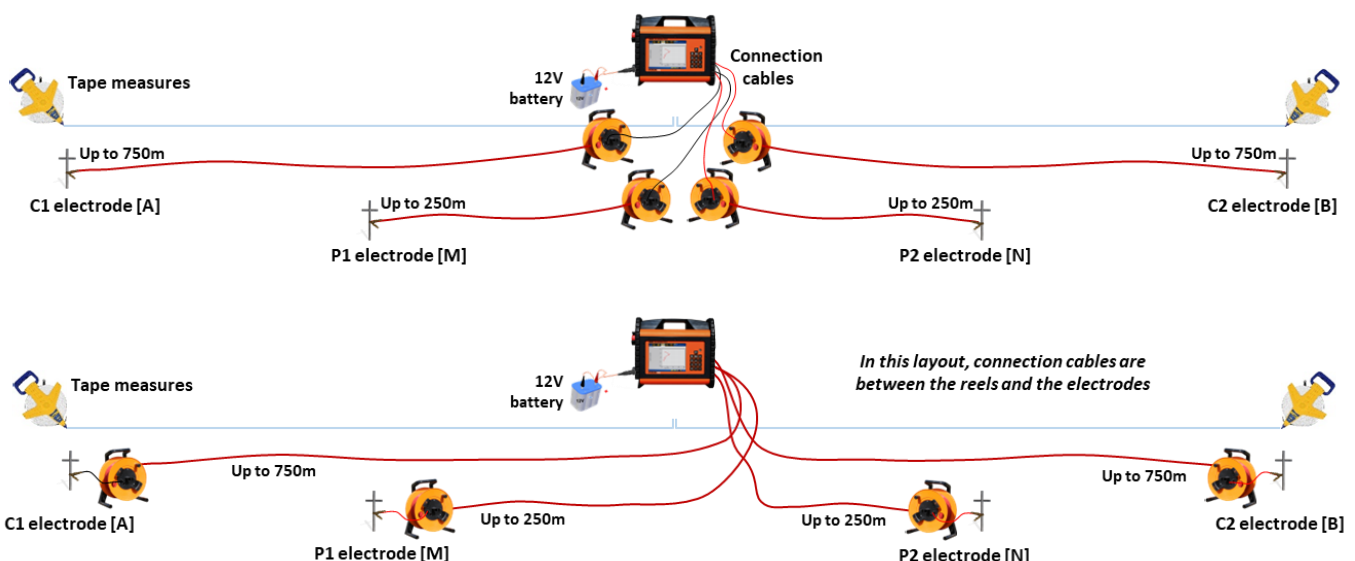 Connection
cables
Tape measures
12V
battery
12V
Up to 750m
Up to 750m
C1 electrode [A]
C2 electrode [B]
Up to 250m
Up to 250m
P1 electrode [M]
P2 electrode [N]
In this layout, connection cables are
between the reels and the electrodes
Tape measures
12V
battery
12V
Up to 750m
Up to 750m
C1 electrode [A]
C2 electrode [B]
Up to 250m
Up to 250m
P1 electrode [M]
P2 electrode [N]